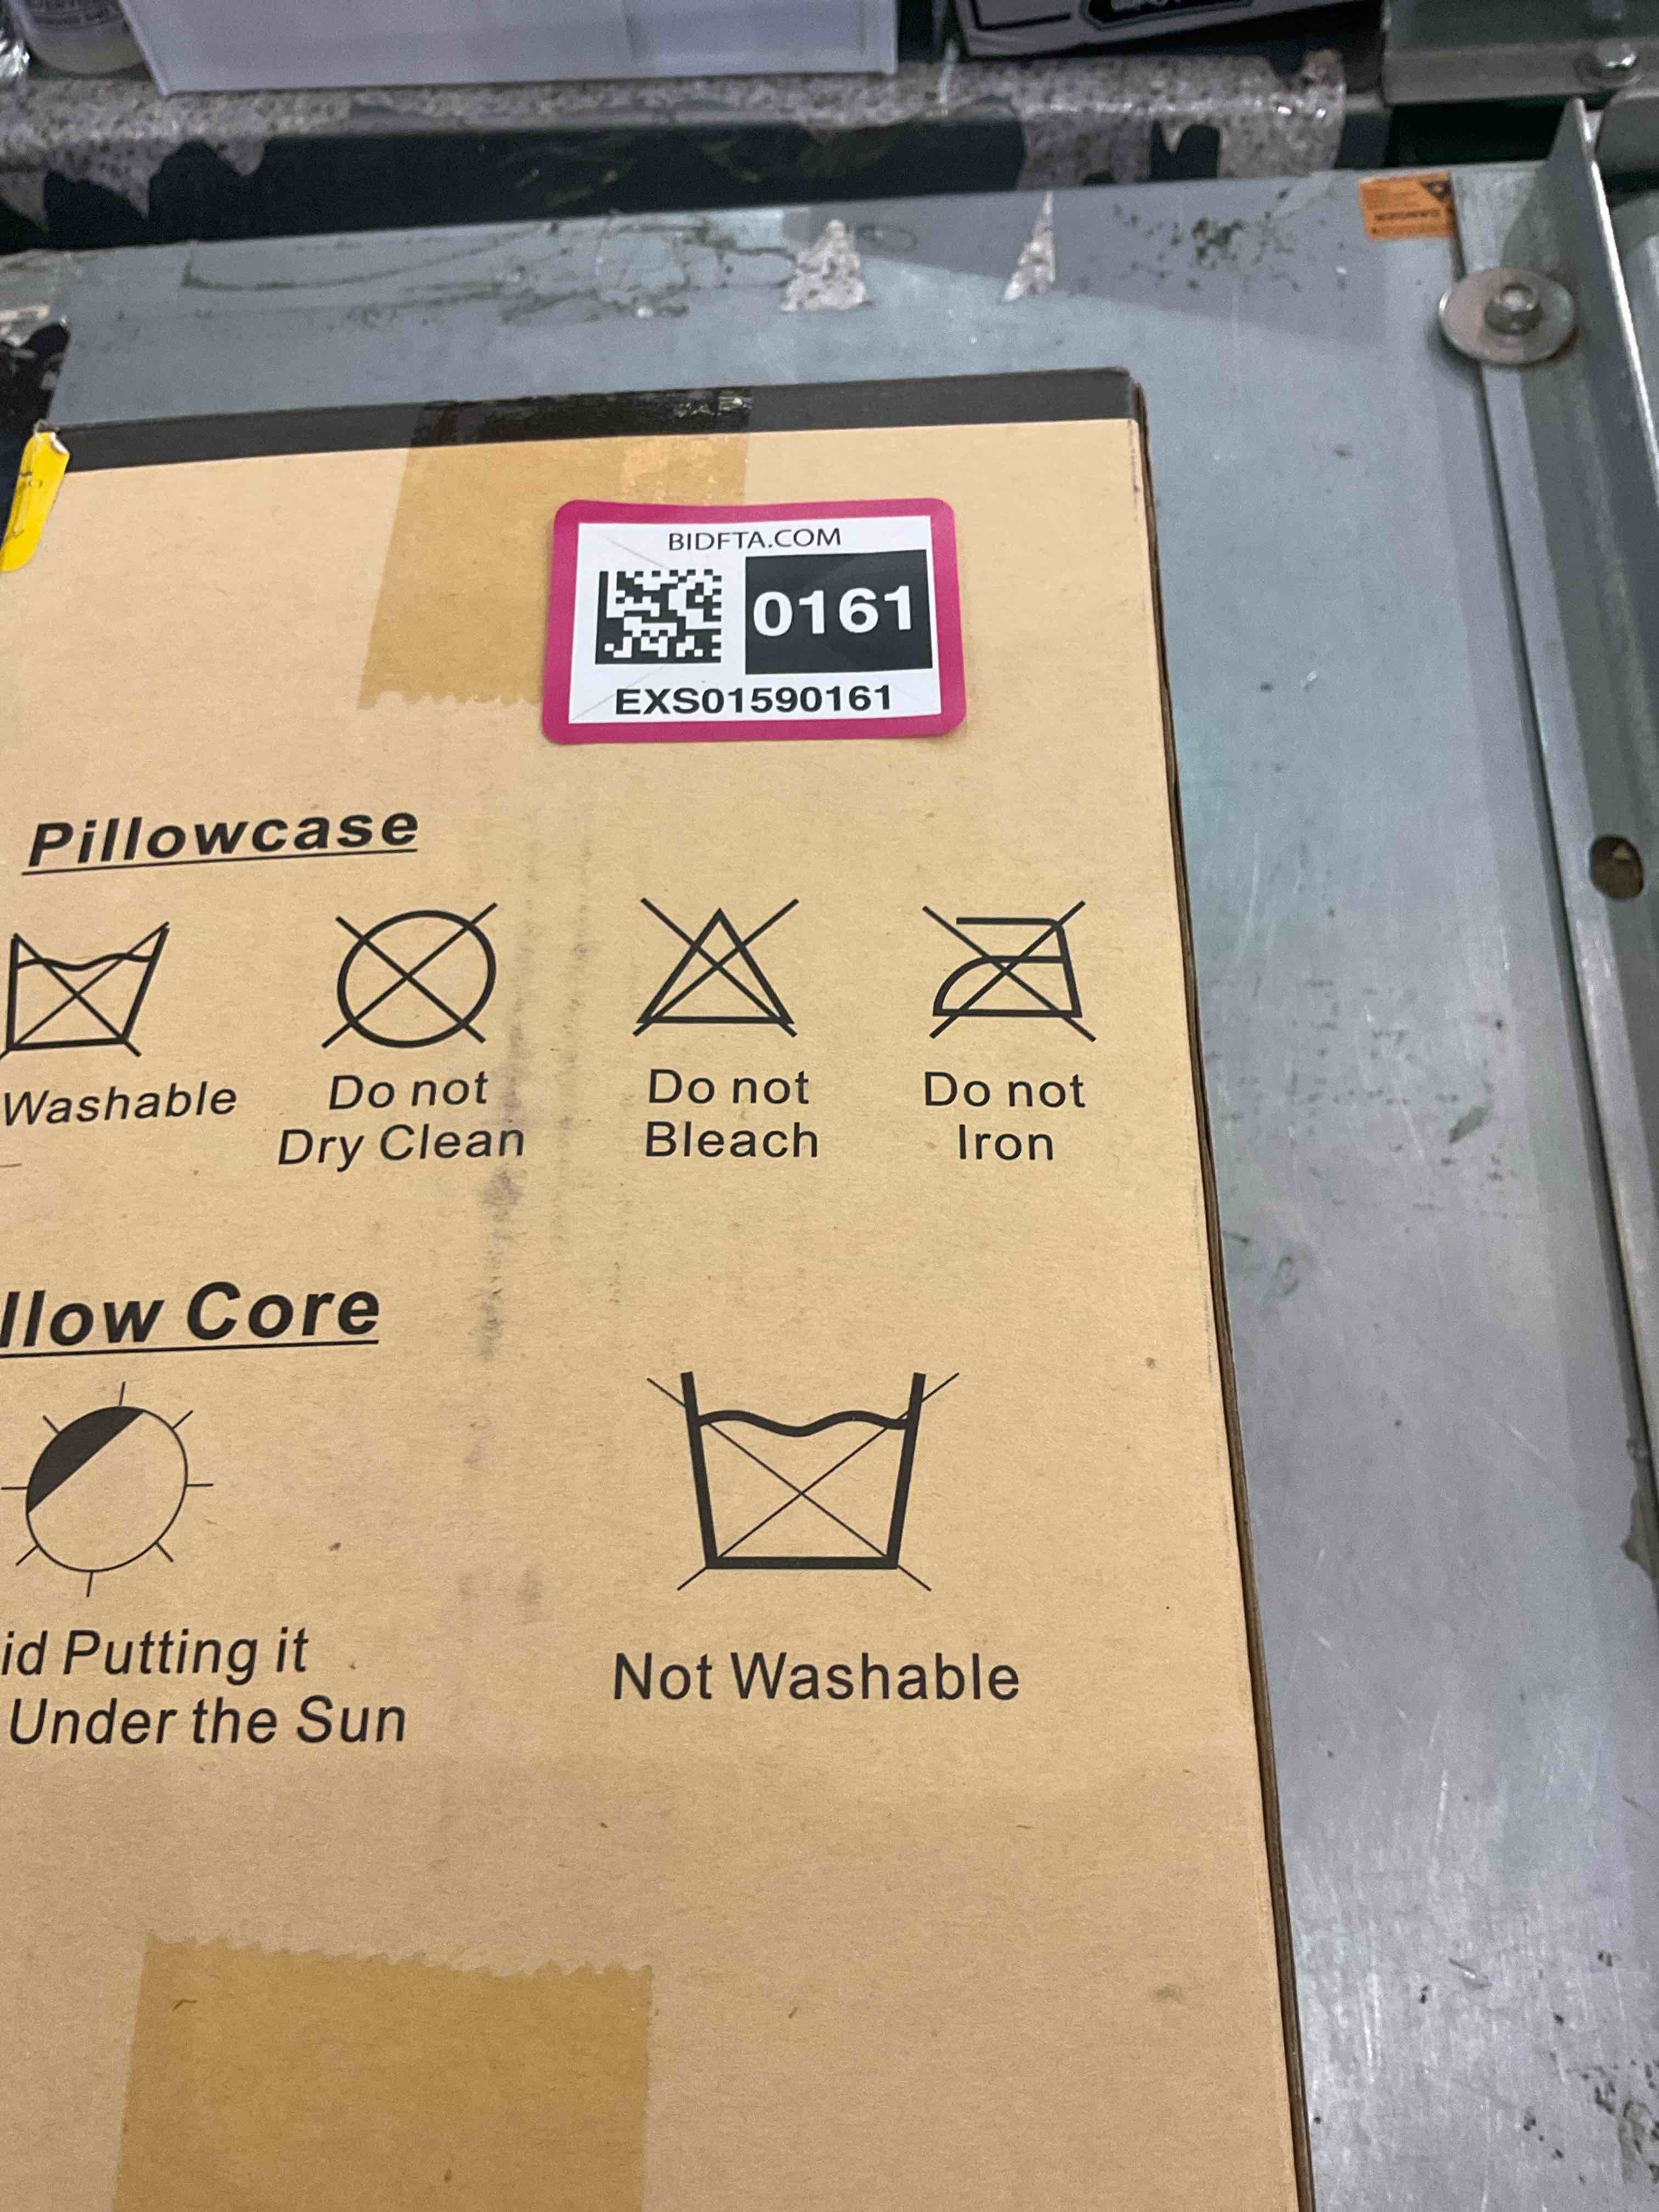 BIDFTA.COM
0161
EXS01590161
Pillowcase
Washable
Do not
Dry Clean
Do not
Bleach
Do not
Iron
llow Core
id Putting it
Under the Sun
Not Washable